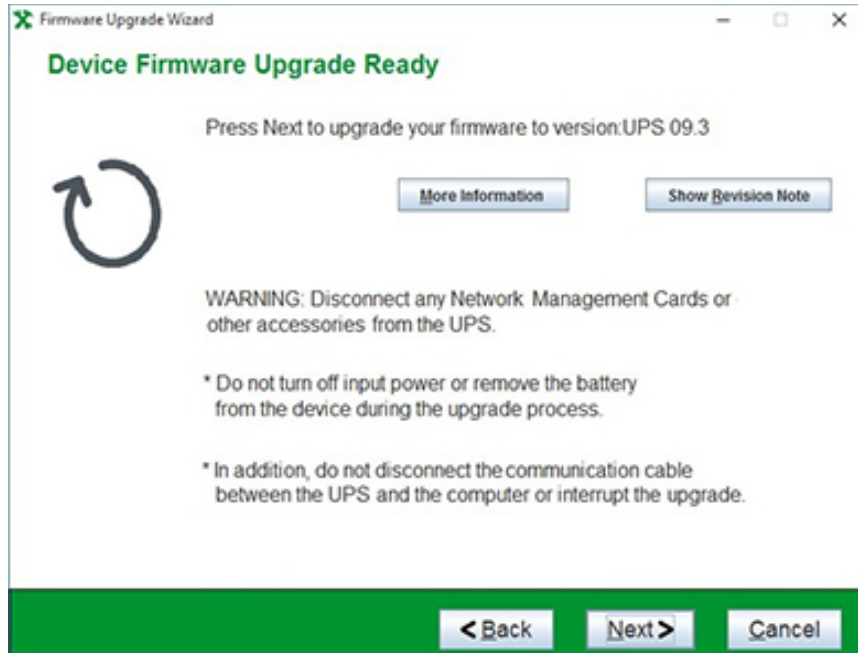 Firmware Upgrade Wizard
Device Firmware Upgrade Ready
Press Next to upgrade your firmware to version:UPS 09.3
More Information
Show Revision Note
WARNING: Disconnect any Network Management Cards or
other accessories from the UPS.
* Do not turn off input power or remove the battery
from the device during the upgrade process.
* In addition, do not disconnect the communication cable
between the UPS and the computer or interrupt the upgrade.
< Back
Next >
Cancel